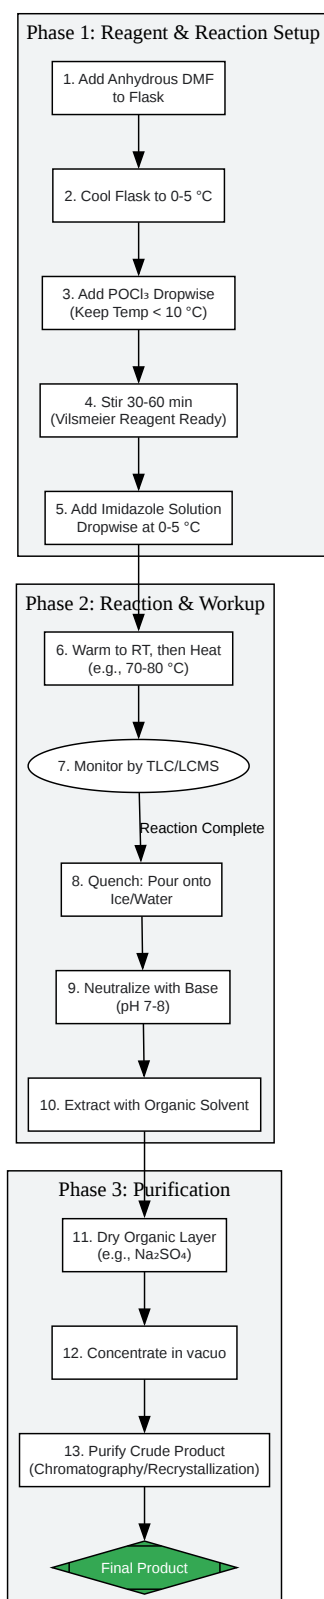 Phase 1: Reagent & Reaction Setup
1. Add Anhydrous DMF
to Flask
2. Cool Flask to 0-5 °C
3. Add POCl₃ Dropwise
(Keep Temp < 10 °C)
4. Stir 30-60 min
(Vilsmeier Reagent Ready)
5. Add Imidazole Solution
Dropwise at 0-5 °C
Phase 2: Reaction & Workup
6. Warm to RT, then Heat
(e.g., 70-80 °C)
7. Monitor by TLC/LCMS
Reaction Complete
8. Quench: Pour onto
Ice/Water
9. Neutralize with Base
(pH 7-8)
10. Extract with Organic Solvent
Phase 3: Purification
11. Dry Organic Layer
(e.g., Na₂SO₄)
12. Concentrate in vacuo
13. Purify Crude Product
(Chromatography/Recrystallization)
Final Product